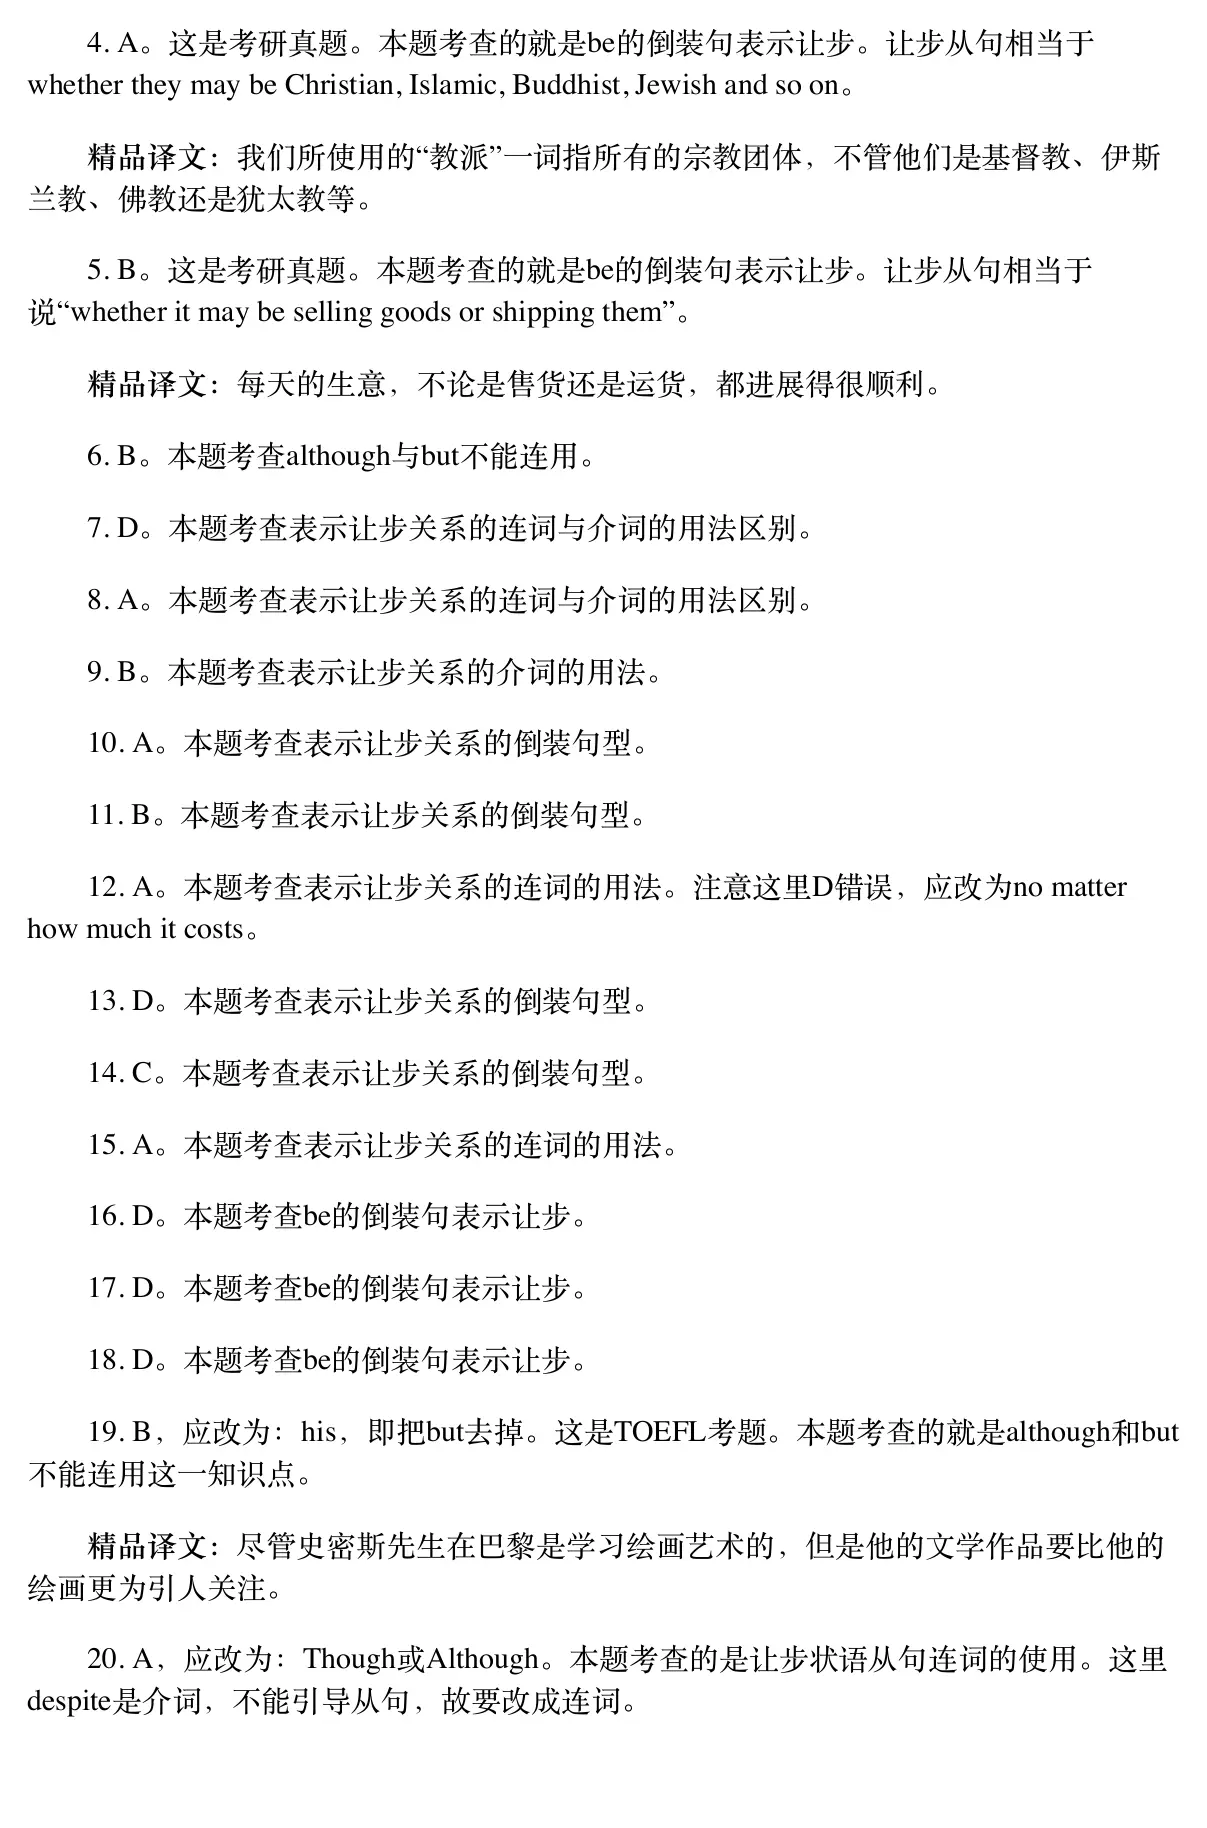 4. A。这是考研真题。本题考查的就是be的倒装句表示让步。让步从句相当于
whether they may be Christian, Islamic, Buddhist, Jewish and so on。
精品译文：我们所使用的“教派”一词指所有的宗教团体，不管他们是基督教、伊斯
兰教、佛教还是犹太教等。
5. B。这是考研真题。本题考查的就是be的倒装句表示让步。让步从句相当于
说“whether it may be selling goods or shipping them”。
精品译文：每天的生意，不论是售货还是运货，都进展得很顺利。
6. B。本题考查although与but不能连用。
7. D。本题考查表示让步关系的连词与介词的用法区别。
8. A。本题考查表示让步关系的连词与介词的用法区别。
9. B。本题考查表示让步关系的介词的用法。
10. A。本题考查表示让步关系的倒装句型。
11. B。本题考查表示让步关系的倒装句型。
12. A。本题考查表示让步关系的连词的用法。注意这里D错误，应改为no matter
how much it costs。
13. D。本题考查表示让步关系的倒装句型。
14. C。本题考查表示让步关系的倒装句型。
15. A。本题考查表示让步关系的连词的用法。
16. D。本题考查be的倒装句表示让步。
17. D。本题考查be的倒装句表示让步。
18. D。本题考查be的倒装句表示让步。
19. B，应改为：his，即把but去掉。这是TOEFL考题。本题考查的就是although和but
不能连用这一知识点。
精品译文：尽管史密斯先生在巴黎是学习绘画艺术的，但是他的文学作品要比他的
绘画更为引人关注。
20. A，应改为：Though或Although。本题考查的是让步状语从句连词的使用。这里
despite是介词，不能引导从句，故要改成连词。